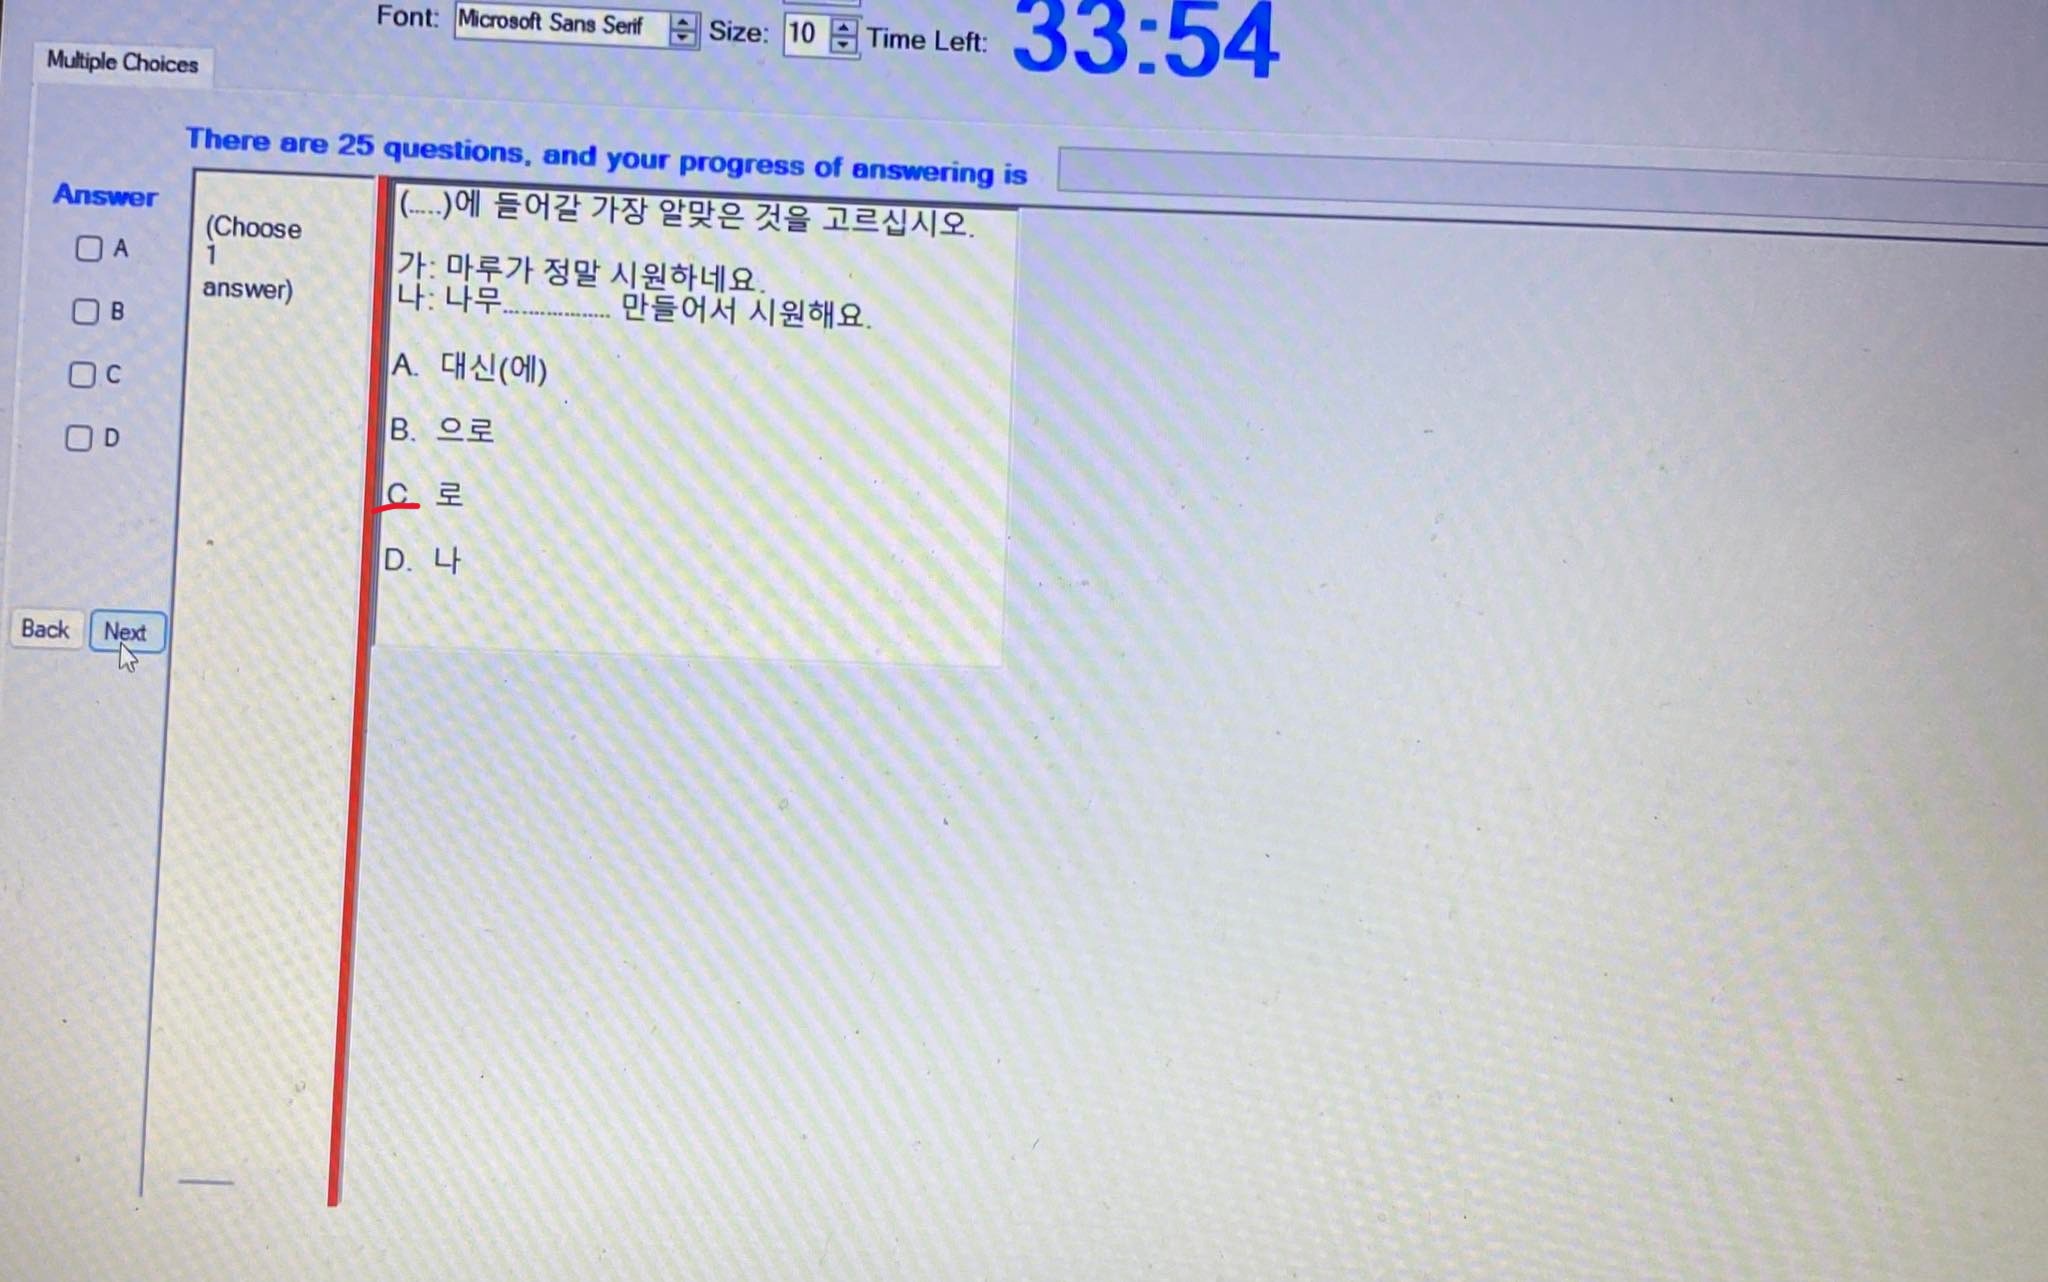 Font: Microsoft Sans Serif Size: 10 Time Left: 33:54
Multiple Choices
There are 25 questions, and your progress of answering is
Answer
A
B
C
D
Back Next
(Choose
1
answer)
(.....)에 들어갈 가장 알맞은 것을 고르십시오.
가: 마루가 정말 시원하네요.
나: 나무.................. 만들어서 시원해요.
A. 대신(에)
B. 으로
C. 로
D. 나